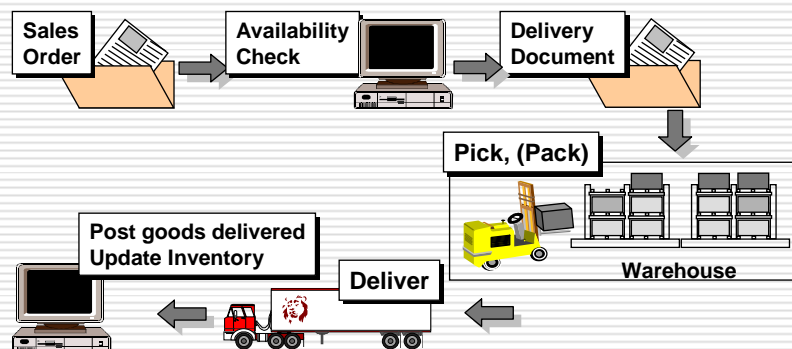 Sales
Order
Availability
Check
Delivery
Document
Pick, (Pack)
Warehouse
Deliver
Post goods delivered
Update Inventory